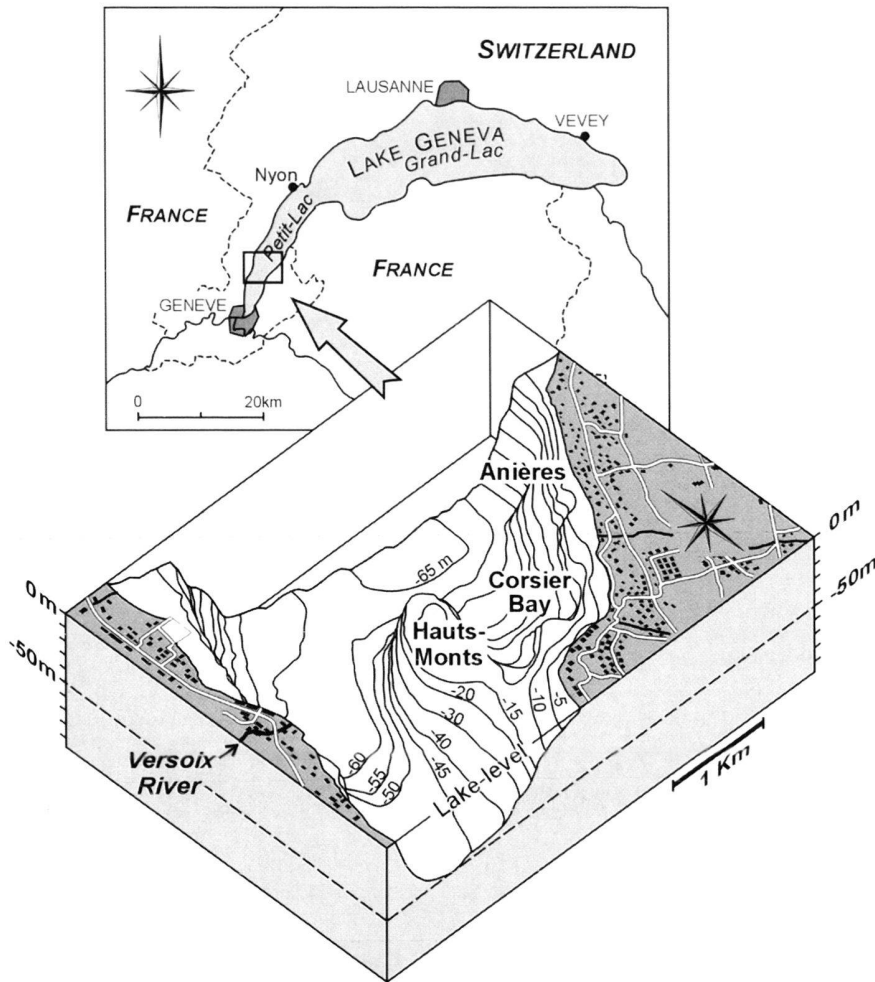 SWITZERLAND
LAUSANNE
VEVEY
LAKE GENEVA
Grand-Lac
Nyon
Petit-Lac
FRANCE
FRANCE
GENEVE
0 20km
Anières
0 m
-50m
-65 m
Corsier
Bay
0m
Hauts-
Monts
-50m
-20
-15
-10
-5
-30
-40
-45
-60
-55
-50
Lake-level
Versoix
River
1 Km